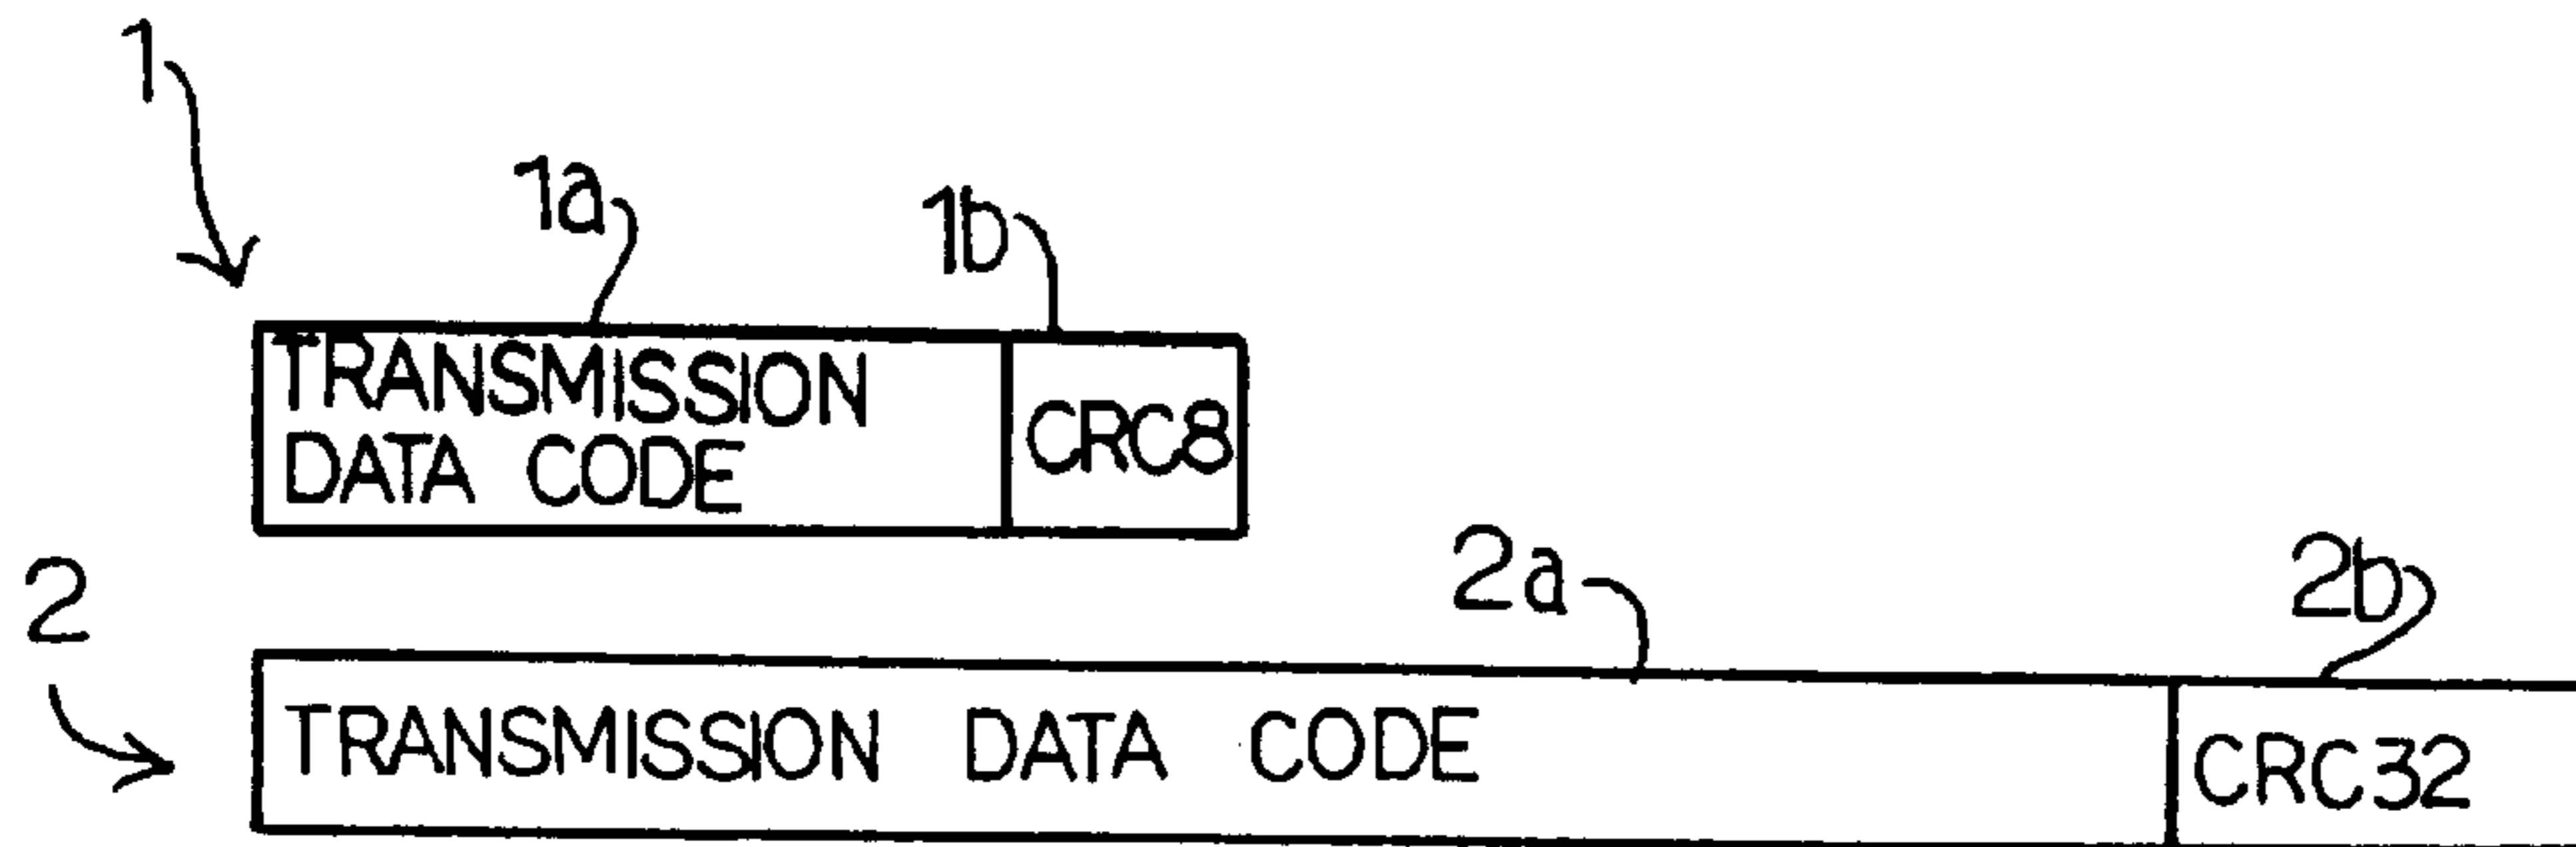 1
1a
1b
TRANSMISSION
DATA CODE
CRC8
2
2a
2b
TRANSMISSION DATA CODE
CRC32